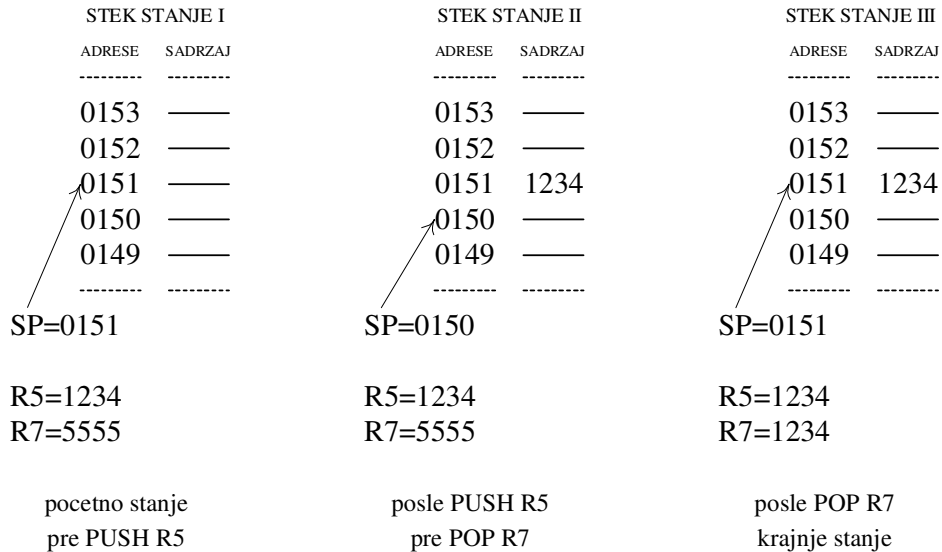 STEK STANJE I STEK STANJE II STEK STANJE III
ADRESE SADRZAJ ADRESE SADRZAJ ADRESE SADRZAJ
--------- --------- --------- --------- --------- ---------
0153 —— 0153 —— 0153 ——
0152 —— 0152 —— 0152 ——
0151 —— 0151 1234 0151 1234
0150 —— 0150 —— 0150 ——
0149 —— 0149 —— 0149 ——
--------- --------- --------- --------- --------- ---------
SP=0151 SP=0150 SP=0151
R5=1234 R5=1234 R5=1234
R7=5555 R7=5555 R7=1234
pocetno stanje posle PUSH R5 posle POP R7
pre PUSH R5 pre POP R7 krajnje stanje